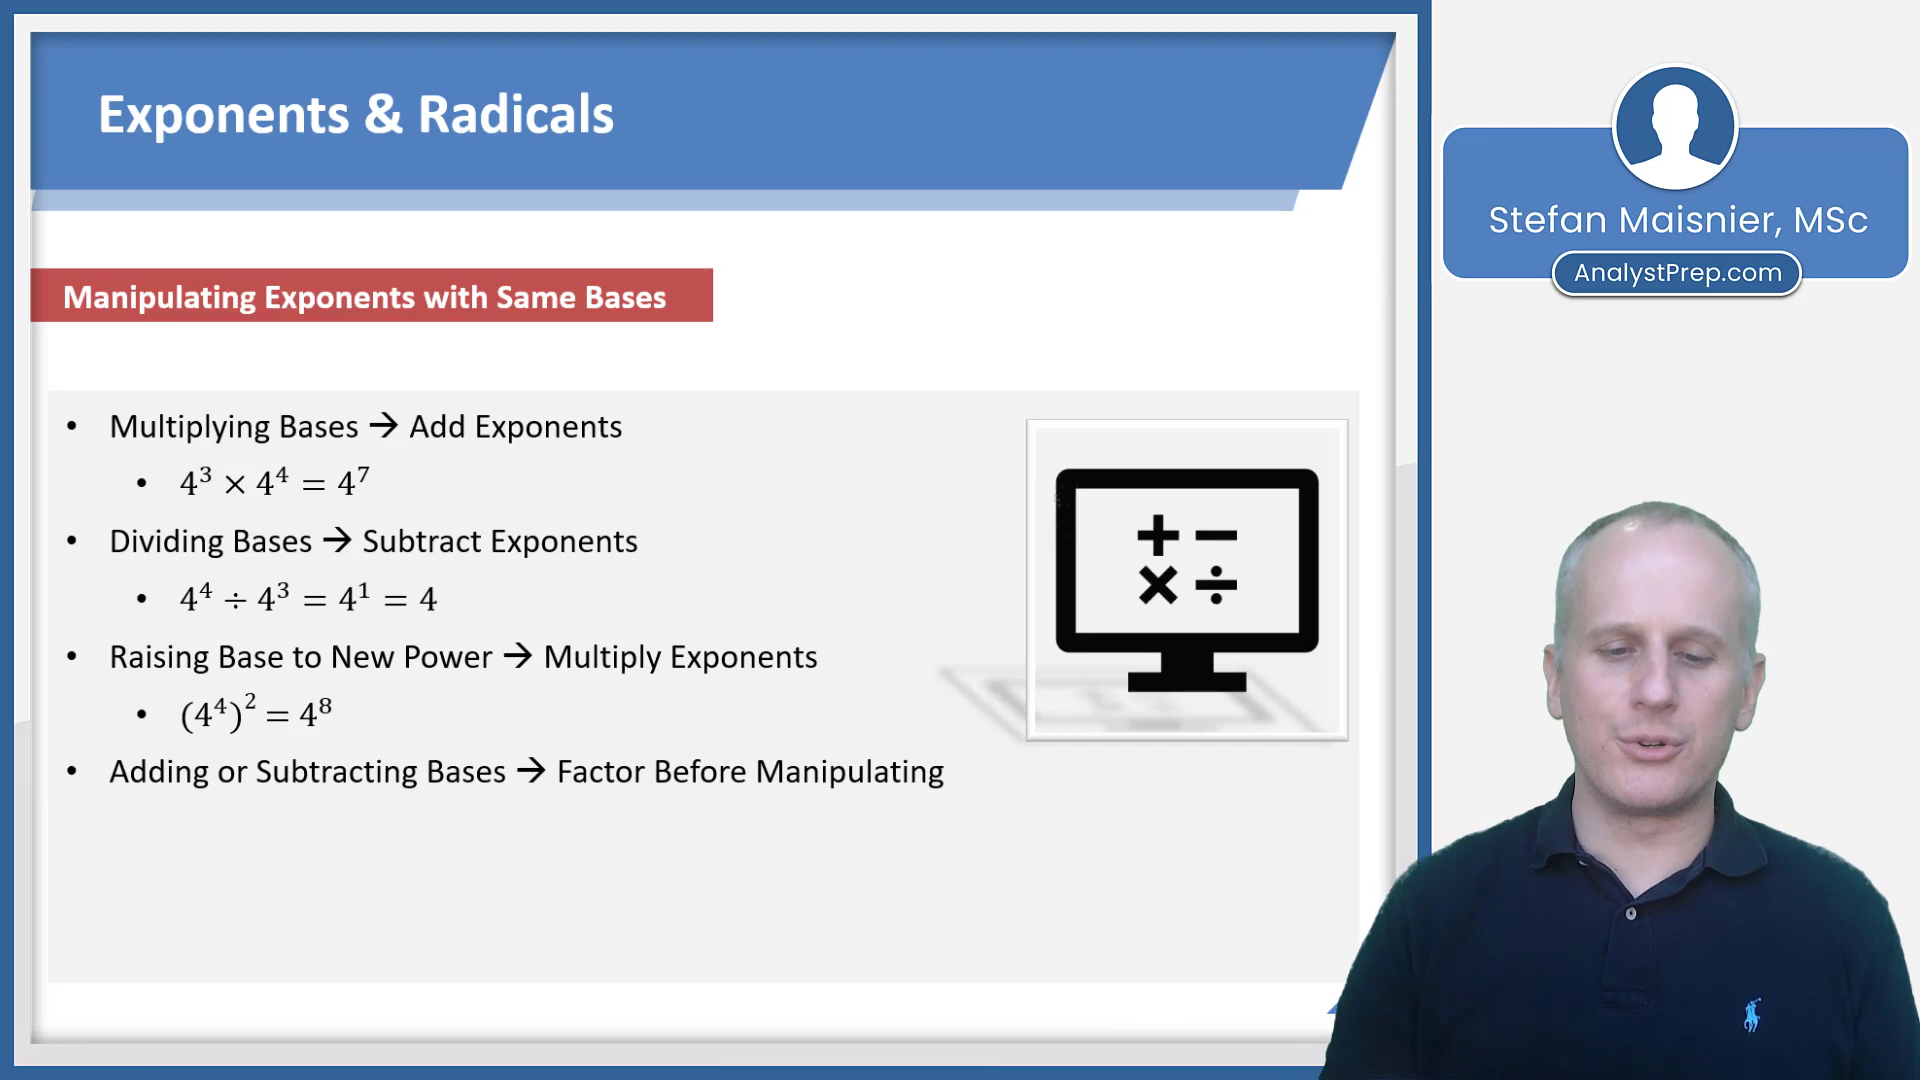 Exponents & Radicals
Stefan Maisnier, MSc
AnalystPrep.com
Manipulating Exponents with Same Bases
• Multiplying Bases → Add Exponents
• 4³ × 4⁴ = 4⁷
• Dividing Bases → Subtract Exponents
• 4⁴ ÷ 4³ = 4¹ = 4
• Raising Base to New Power → Multiply Exponents
• (4⁴)² = 4⁸
• Adding or Subtracting Bases → Factor Before Manipulating
+ −
× ÷